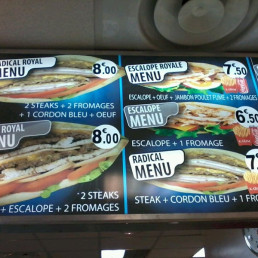 RADICAL ROYAL
MENU
8€.00
2 STEAKS + 2 FROMAGES
+ 1 CORDON BLEU + OEUF
ROYAL
MENU
8€.00
2 STEAKS
+ ESCALOPE + 2 FROMAGES
ESCALOPE ROYALE
MENU
7€.50
ESCALOPE + OEUF + JAMBON POULET FUMÉ + 2 FROMAGES
ESCALOPE
MENU
6€.50
ESCALOPE + 1 FROMAGE
RADICAL
MENU
7
STEAK + CORDON BLEU + 1 FROMAGE